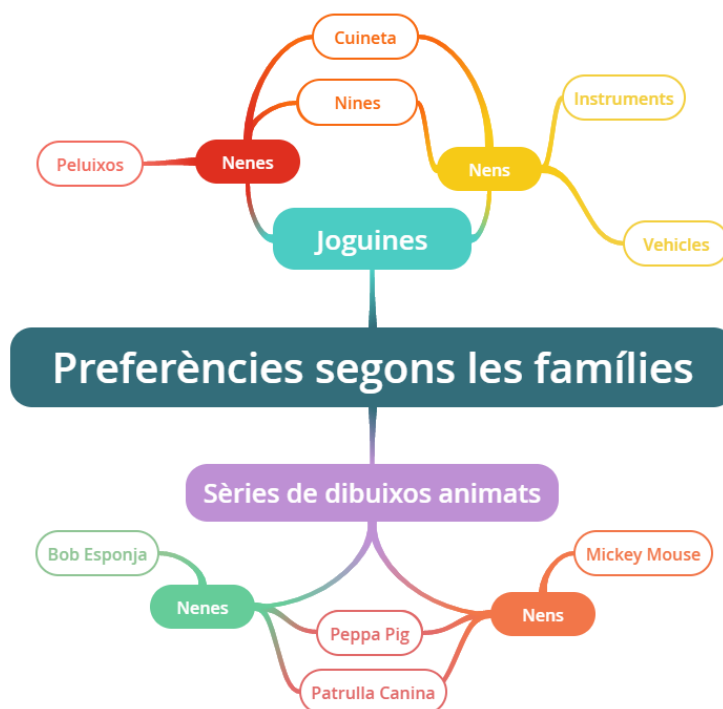 Cuineta
Nines
Instruments
Peluixos
Nenes
Nens
Joguines
Vehicles
Preferències segons les famílies
Sèries de dibuixos animats
Bob Esponja
Mickey Mouse
Nenes
Nens
Peppa Pig
Patrulla Canina